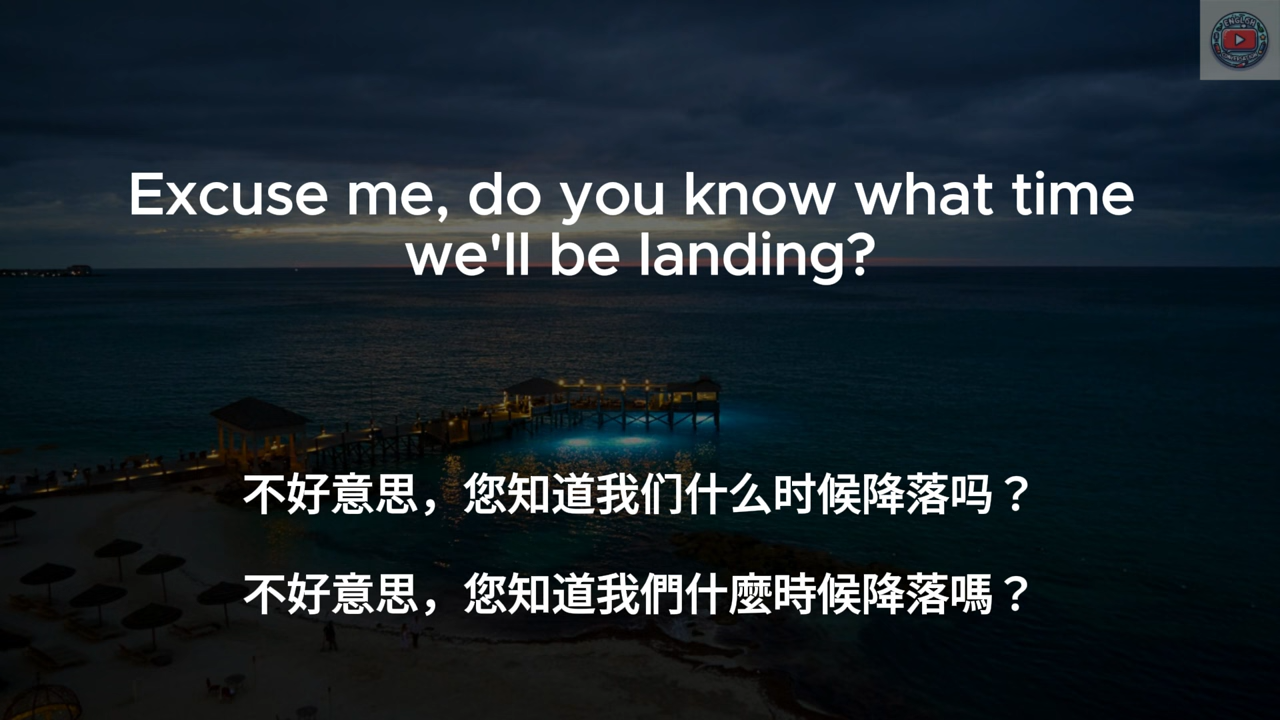 Excuse me, do you know what time
we'll be landing?
不好意思，您知道我们什么时候降落吗？
不好意思，您知道我們什麼時候降落嗎？